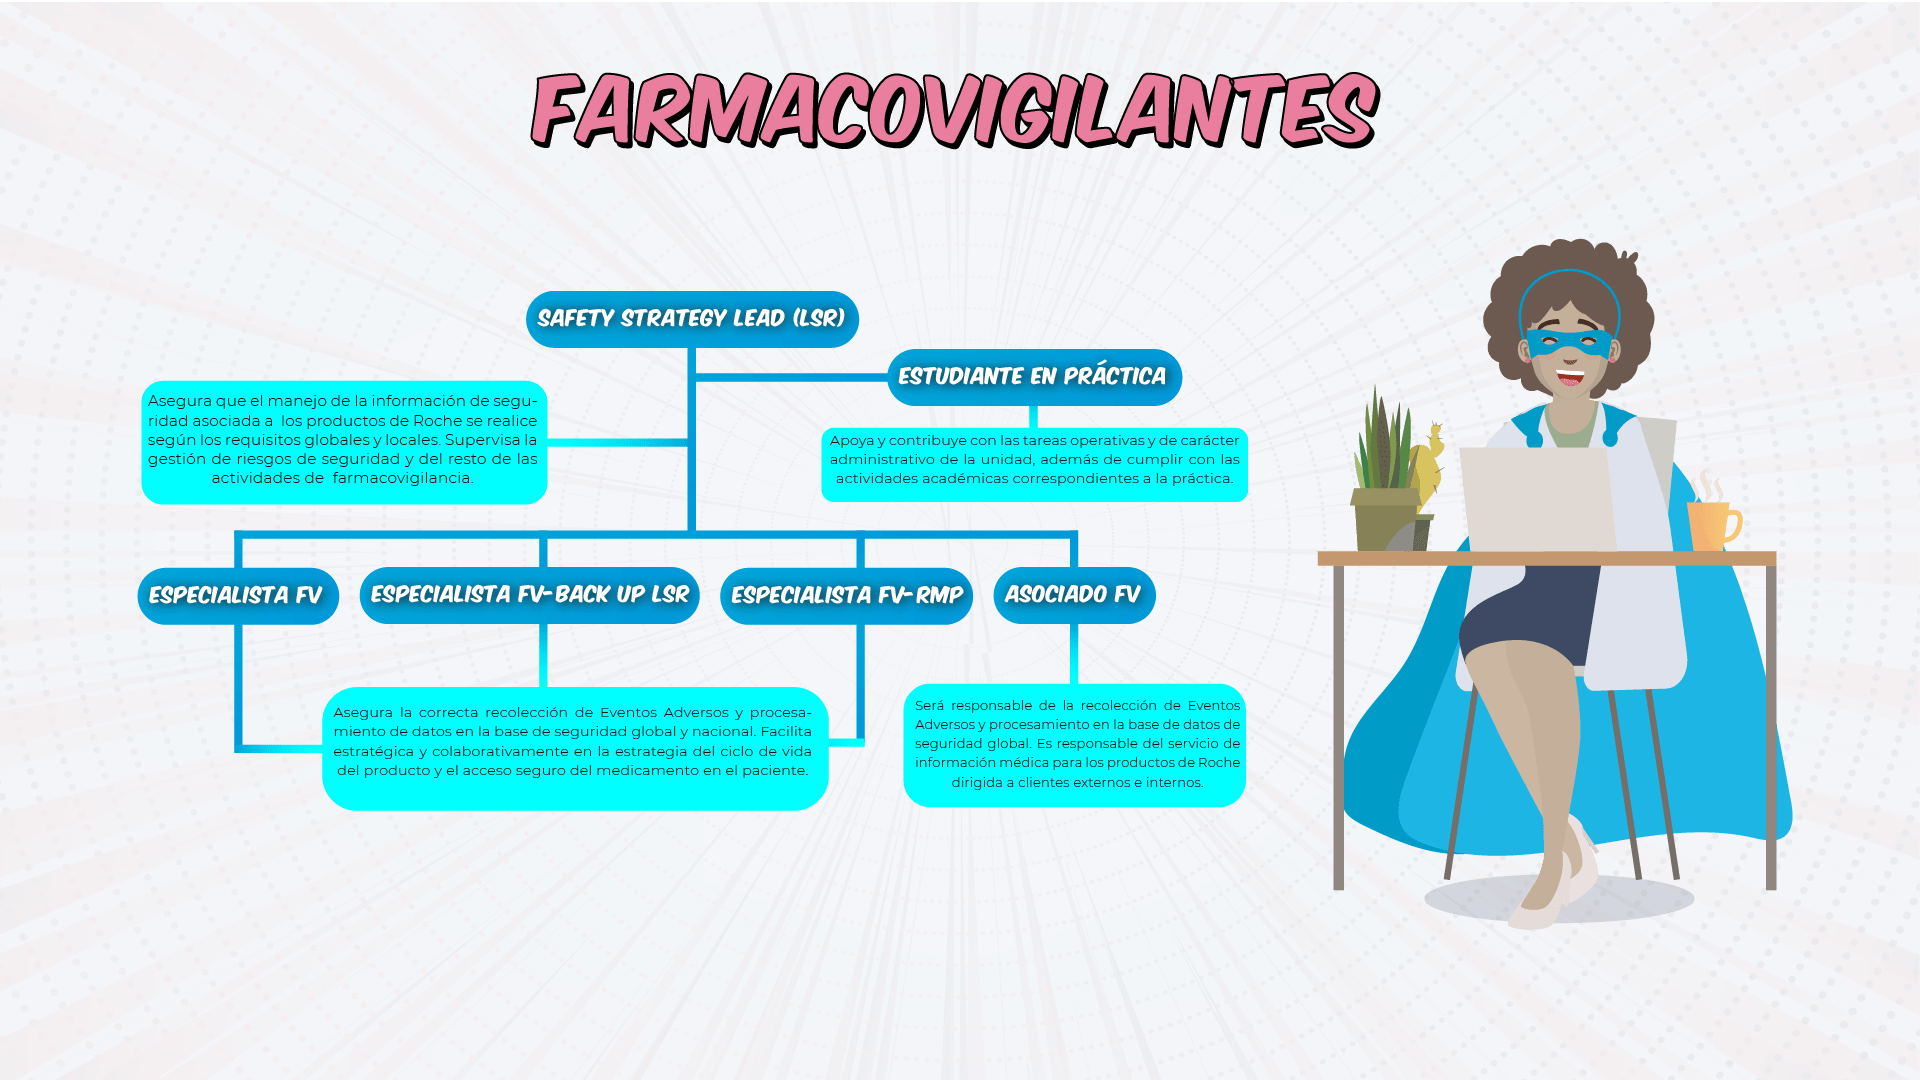 FARMACOVIGILANTES
SAFETY STRATEGY LEAD (LSR)
ESTUDIANTE EN PRÁCTICA
Asegura que el manejo de la información de segu-
ridad asociada a los productos de Roche se realice
según los requisitos globales y locales. Supervisa la
gestión de riesgos de seguridad y del resto de las
actividades de farmacovigilancia.
Apoya y contribuye con las tareas operativas y de carácter
administrativo de la unidad, además de cumplir con las
actividades académicas correspondientes a la práctica.
ESPECIALISTA FV
ESPECIALISTA FV-BACK UP LSR
ESPECIALISTA FV-RMP
ASOCIADO FV
Asegura la correcta recolección de Eventos Adversos y procesa-
miento de datos en la base de seguridad global y nacional. Facilita
estratégica y colaborativamente en la estrategia del ciclo de vida
del producto y el acceso seguro del medicamento en el paciente.
Será responsable de la recolección de Eventos
Adversos y procesamiento en la base de datos de
seguridad global. Es responsable del servicio de
información médica para los productos de Roche
dirigida a clientes externos e internos.